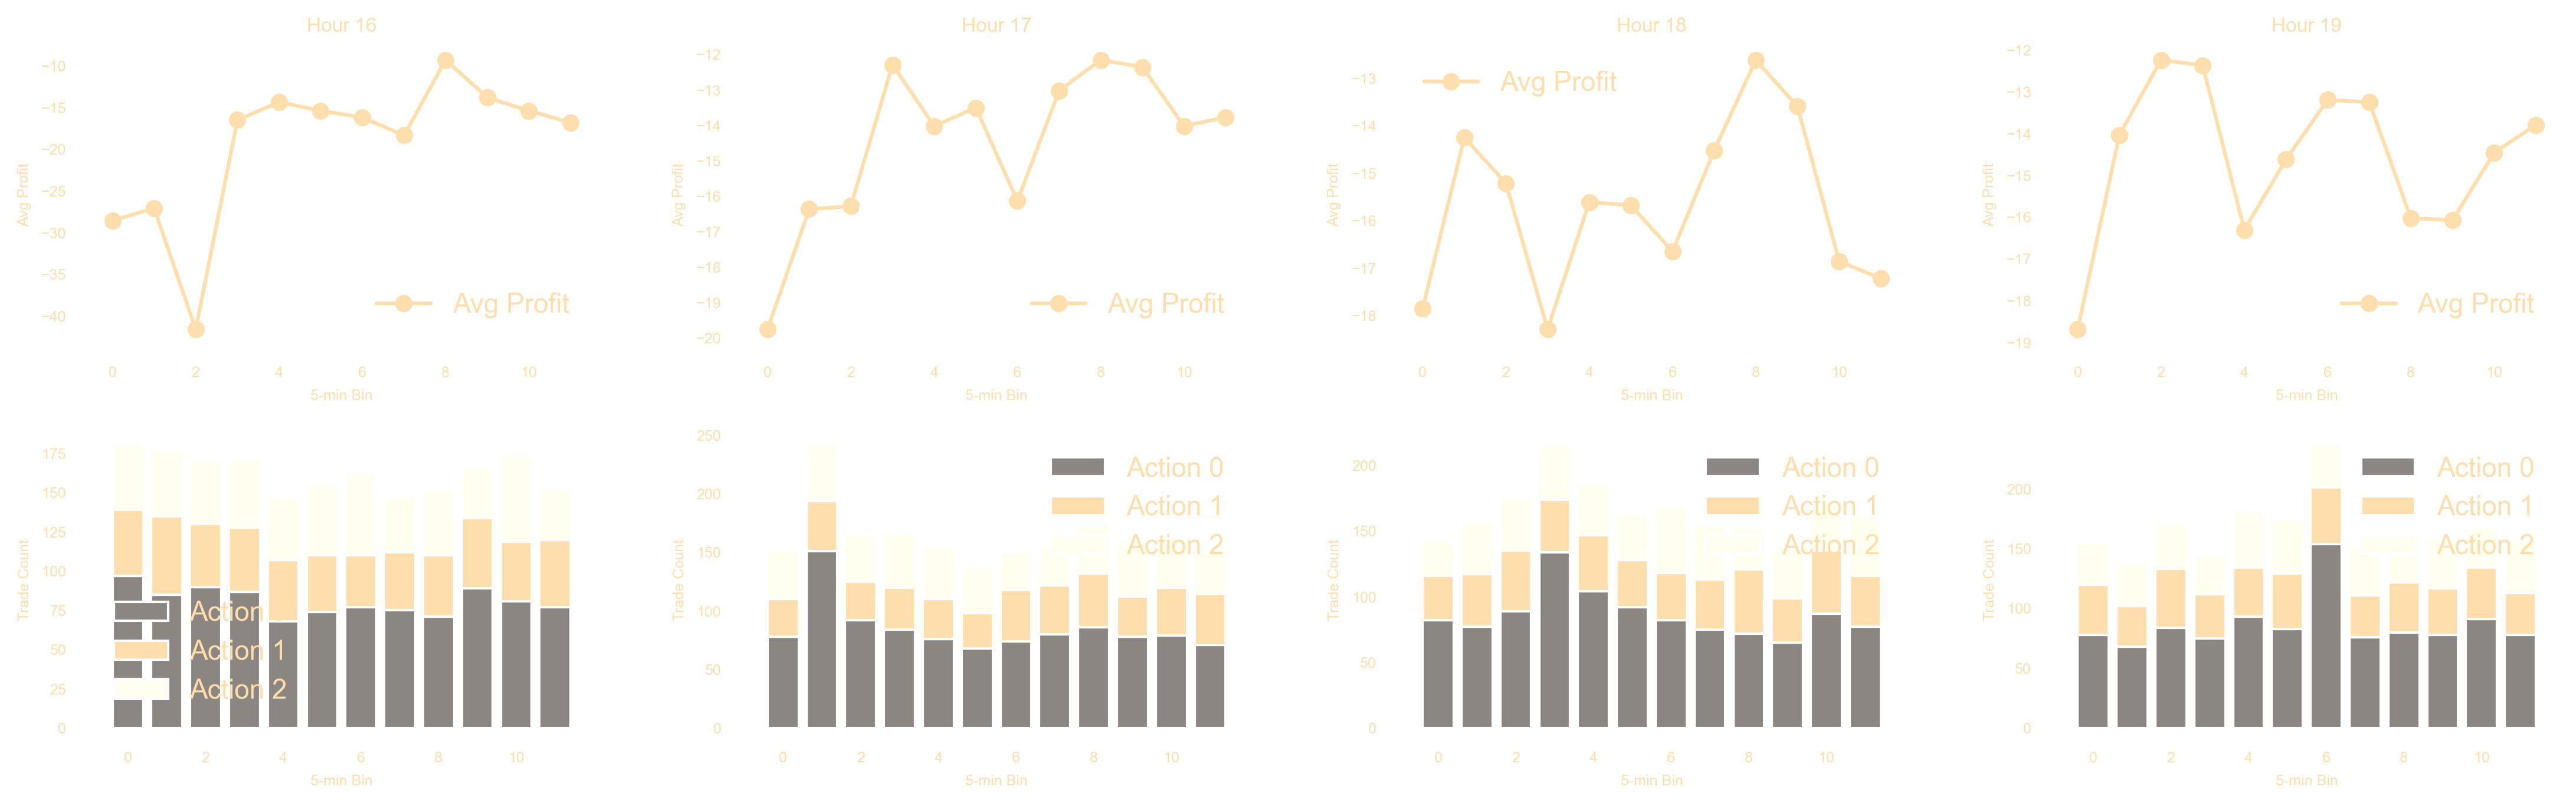 Hour 16
−10
−15
−20
−25
−30
−35
−40
Avg Profit
Avg Profit
0 2 4 6 8 10
5-min Bin
Hour 17
−12
−13
−14
−15
−16
−17
−18
−19
−20
Avg Profit
Avg Profit
0 2 4 6 8 10
5-min Bin
Hour 18
−13
−14
−15
−16
−17
−18
Avg Profit
Avg Profit
0 2 4 6 8 10
5-min Bin
Hour 19
−12
−13
−14
−15
−16
−17
−18
−19
Avg Profit
Avg Profit
0 2 4 6 8 10
5-min Bin
175
150
125
100
75
50
25
0
Trade Count
Action
Action 1
Action 2
0 2 4 6 8 10
5-min Bin
250
200
150
100
50
0
Trade Count
Action 0
Action 1
Action 2
0 2 4 6 8 10
5-min Bin
200
150
100
50
0
Trade Count
Action 0
Action 1
Action 2
0 2 4 6 8 10
5-min Bin
200
150
100
50
0
Trade Count
Action 0
Action 1
Action 2
0 2 4 6 8 10
5-min Bin